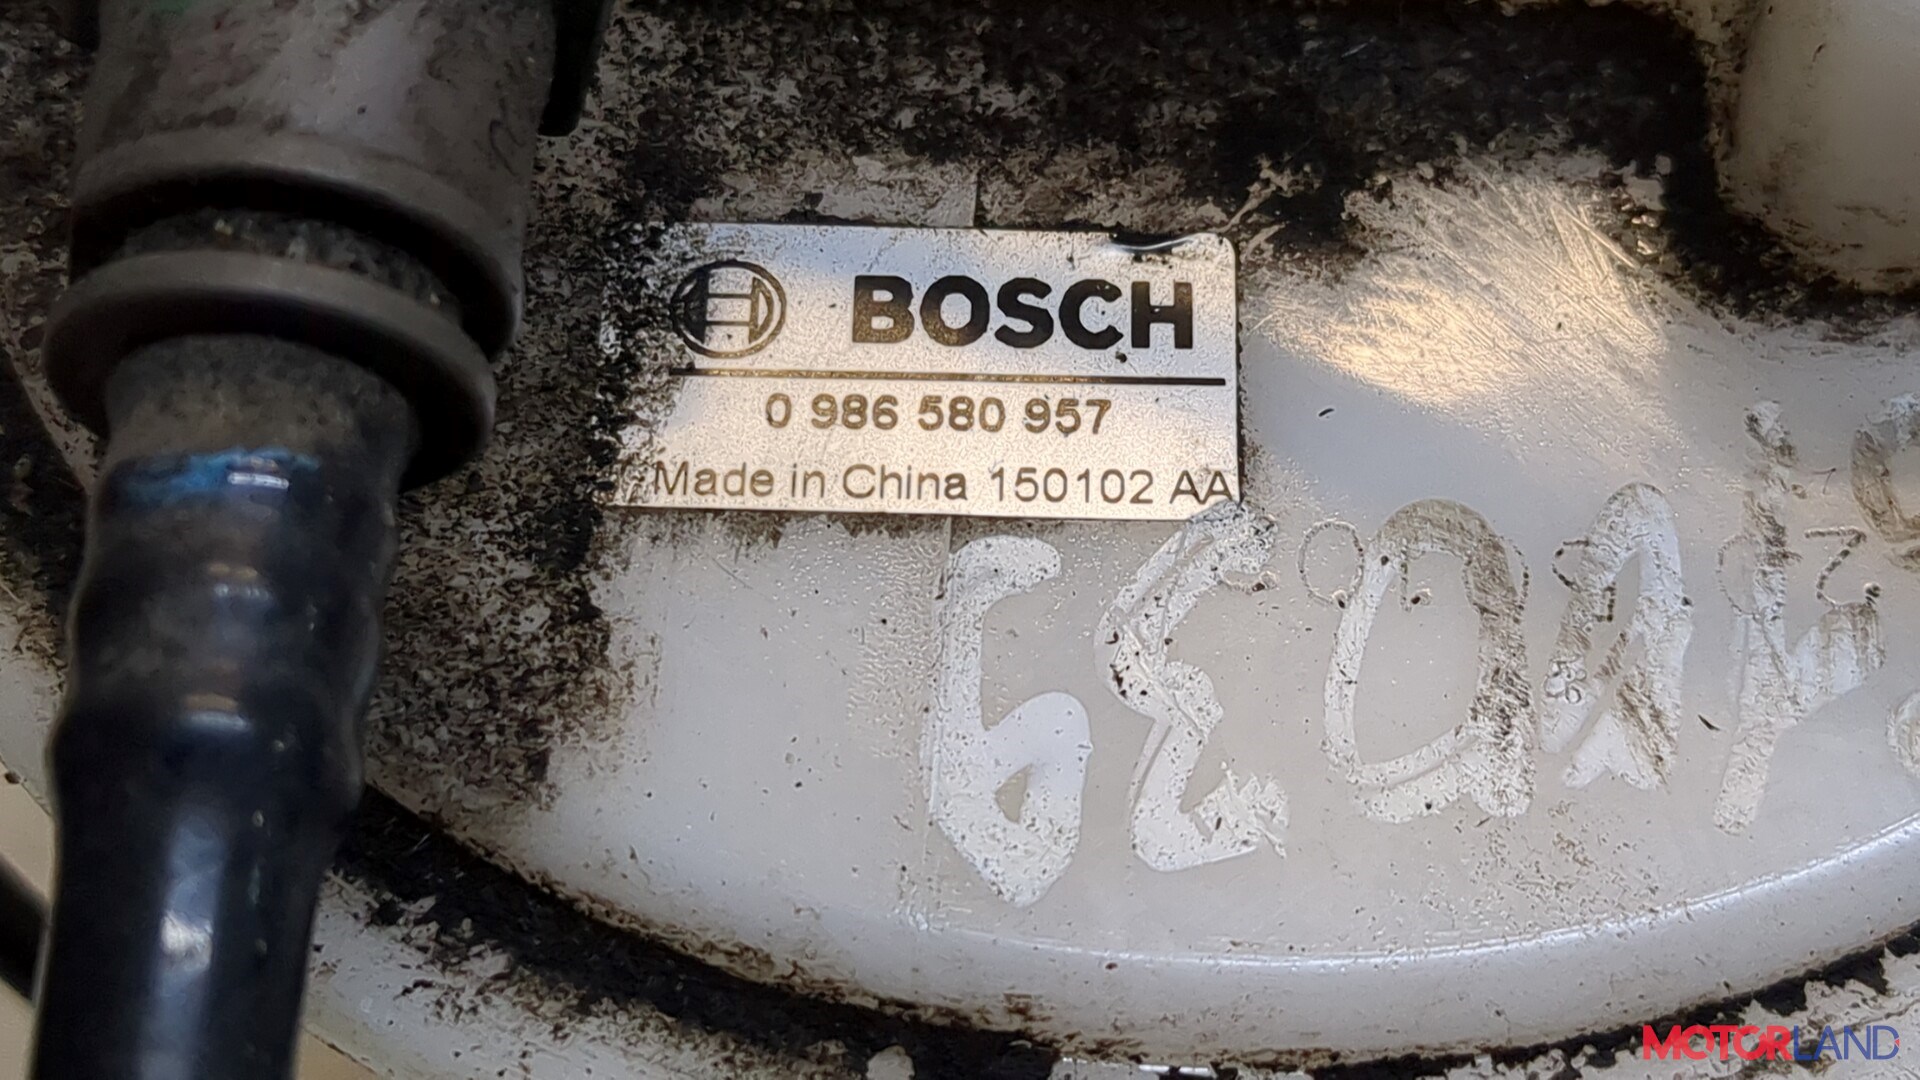 BOSCH
0 986 580 957
Made in China 150102 AA
MOTORLAND